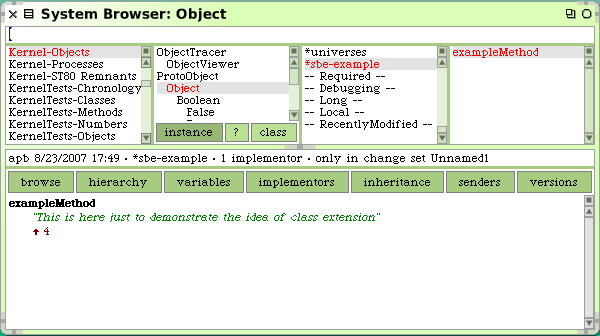 System Browser: Object
Kernel-Objects
Kernel-Processes
Kernel-ST80 Remnants
KernelTests-Chronology
KernelTests-Classes
KernelTests-Methods
KernelTests-Numbers
KernelTests-Objects
ObjectTracer
ObjectViewer
ProtoObject
Object
Boolean
False
instance ? class
*universes
*sbe-example
-- Required --
-- Debugging --
-- Long --
-- Local --
-- RecentlyModified --
exampleMethod
apb 8/23/2007 17:49 · *sbe-example · 1 implementor · only in change set Unnamed1
browse hierarchy variables implementors inheritance senders versions
exampleMethod
"This is here just to demonstrate the idea of class extension"
↑ 4